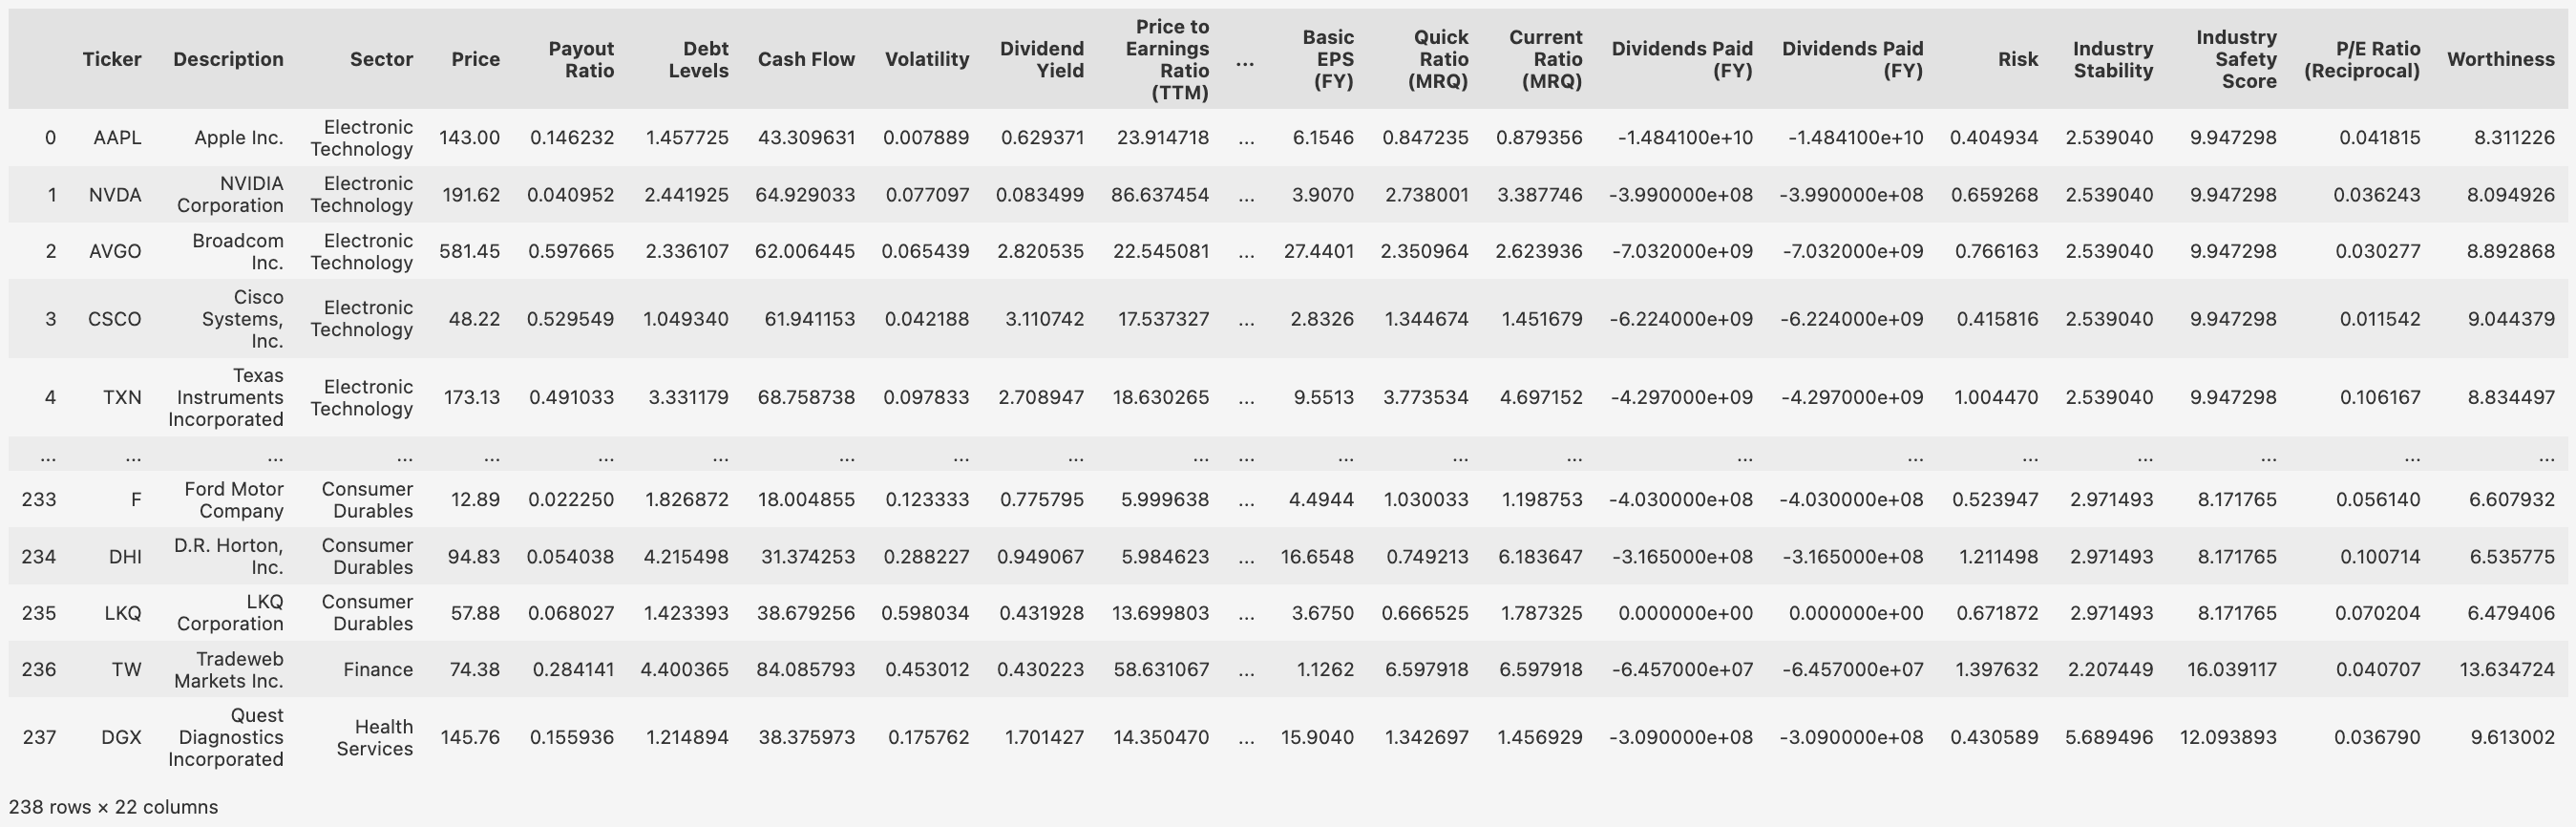 Ticker Description Sector Price Payout Ratio Debt Levels Cash Flow Volatility Dividend Yield Price to Earnings Ratio (TTM) ... Basic EPS (FY) Quick Ratio (MRQ) Current Ratio (MRQ) Dividends Paid (FY) Dividends Paid (FY) Risk Industry Stability Industry Safety Score P/E Ratio (Reciprocal) Worthiness
0 AAPL Apple Inc. Electronic Technology 143.00 0.146232 1.457725 43.309631 0.007889 0.629371 23.914718 ... 6.1546 0.847235 0.879356 -1.484100e+10 -1.484100e+10 0.404934 2.539040 9.947298 0.041815 8.311226
1 NVDA NVIDIA Corporation Electronic Technology 191.62 0.040952 2.441925 64.929033 0.077097 0.083499 86.637454 ... 3.9070 2.738001 3.387746 -3.990000e+08 -3.990000e+08 0.659268 2.539040 9.947298 0.036243 8.094926
2 AVGO Broadcom Inc. Electronic Technology 581.45 0.597665 2.336107 62.006445 0.065439 2.820535 22.545081 ... 27.4401 2.350964 2.623936 -7.032000e+09 -7.032000e+09 0.766163 2.539040 9.947298 0.030277 8.892868
3 CSCO Cisco Systems, Inc. Electronic Technology 48.22 0.529549 1.049340 61.941153 0.042188 3.110742 17.537327 ... 2.8326 1.344674 1.451679 -6.224000e+09 -6.224000e+09 0.415816 2.539040 9.947298 0.011542 9.044379
4 TXN Texas Instruments Incorporated Electronic Technology 173.13 0.491033 3.331179 68.758738 0.097833 2.708947 18.630265 ... 9.5513 3.773534 4.697152 -4.297000e+09 -4.297000e+09 1.004470 2.539040 9.947298 0.106167 8.834497
... ... ... ... ... ... ... ... ... ... ... ... ... ... ... ... ... ... ... ... ... ...
233 F Ford Motor Company Consumer Durables 12.89 0.022250 1.826872 18.004855 0.123333 0.775795 5.999638 ... 4.4944 1.030033 1.198753 -4.030000e+08 -4.030000e+08 0.523947 2.971493 8.171765 0.056140 6.607932
234 DHI D.R. Horton, Inc. Consumer Durables 94.83 0.054038 4.215498 31.374253 0.288227 0.949067 5.984623 ... 16.6548 0.749213 6.183647 -3.165000e+08 -3.165000e+08 1.211498 2.971493 8.171765 0.100714 6.535775
235 LKQ LKQ Corporation Consumer Durables 57.88 0.068027 1.423393 38.679256 0.598034 0.431928 13.699803 ... 3.6750 0.666525 1.787325 0.000000e+00 0.000000e+00 0.671872 2.971493 8.171765 0.070204 6.479406
236 TW Tradeweb Markets Inc. Finance 74.38 0.284141 4.400365 84.085793 0.453012 0.430223 58.631067 ... 1.1262 6.597918 6.597918 -6.457000e+07 -6.457000e+07 1.397632 2.207449 16.039117 0.040707 13.634724
237 DGX Quest Diagnostics Incorporated Health Services 145.76 0.155936 1.214894 38.375973 0.175762 1.701427 14.350470 ... 15.9040 1.342697 1.456929 -3.090000e+08 -3.090000e+08 0.430589 5.689496 12.093893 0.036790 9.613002
238 rows × 22 columns